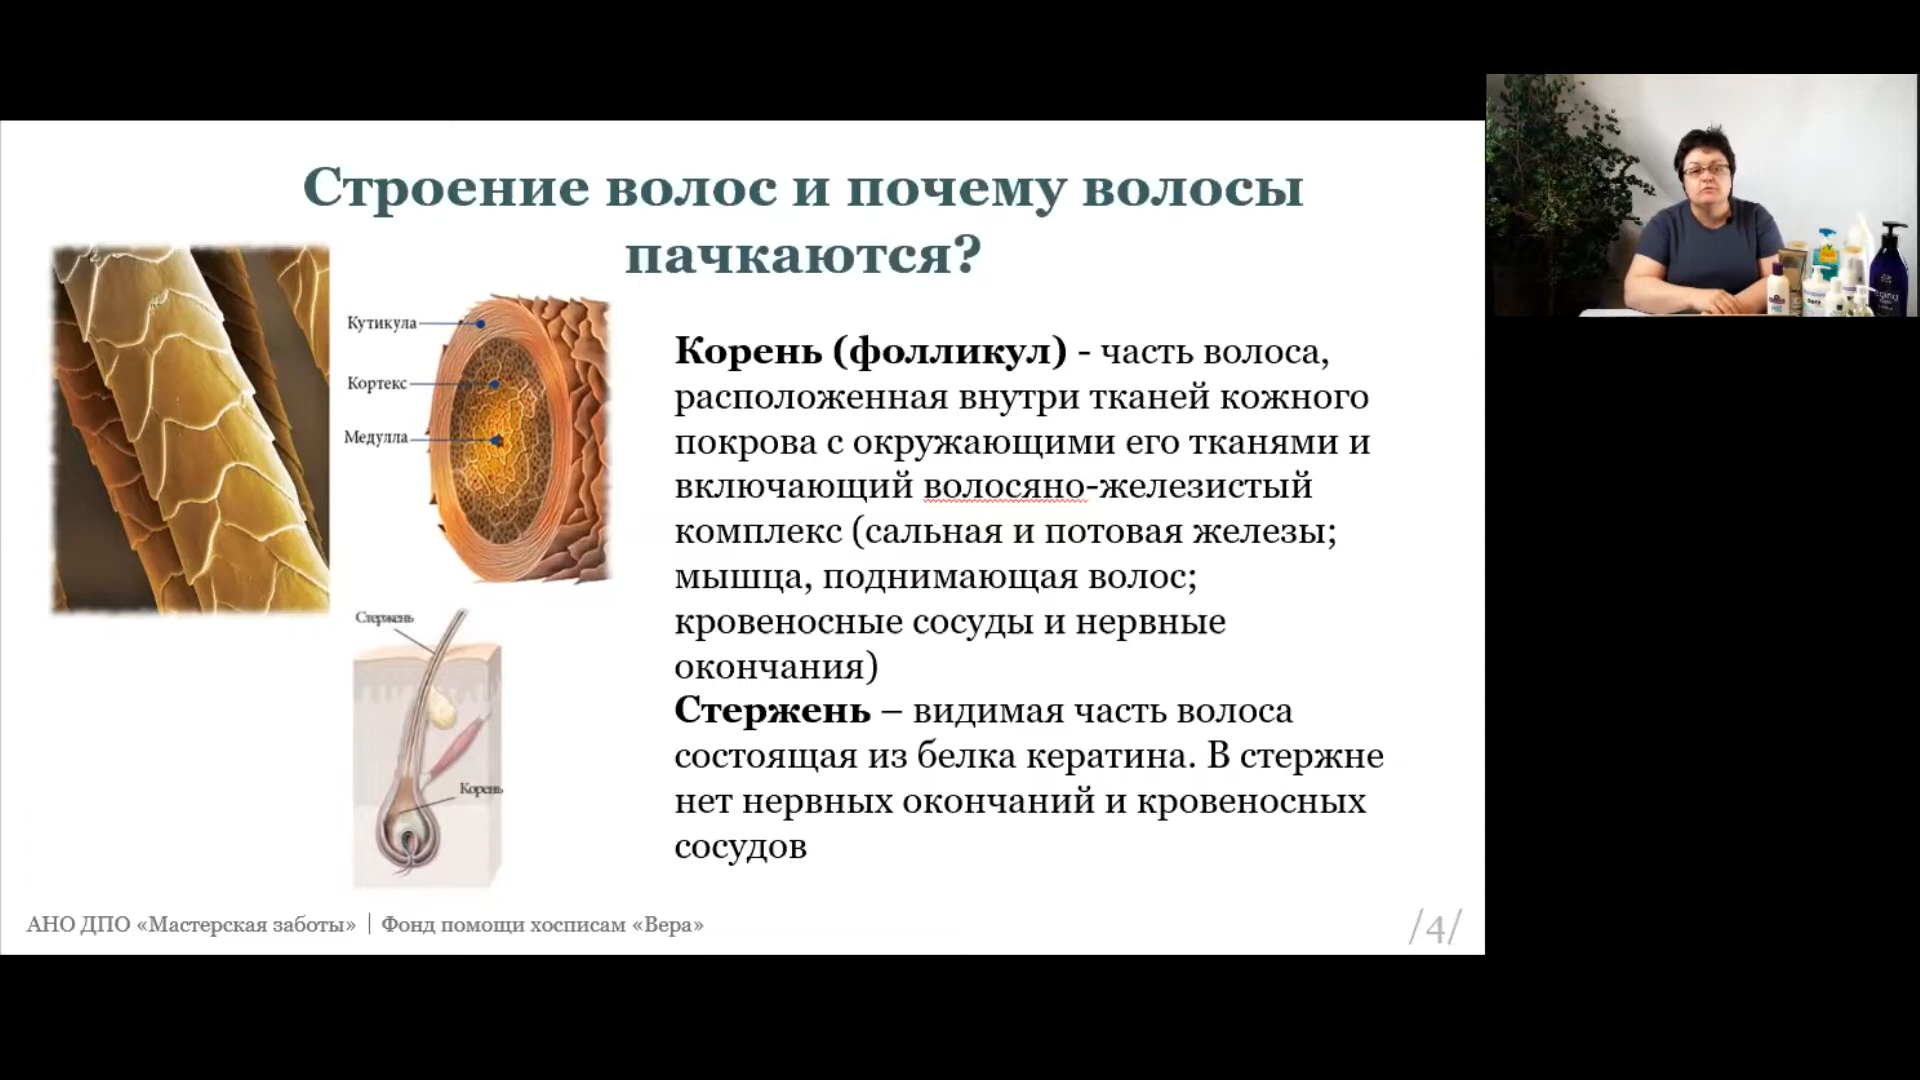 Строение волос и почему волосы
пачкаются?
Кутикула
Кортекс
Медулла
Стержень
Корень
Корень (фолликул) - часть волоса,
расположенная внутри тканей кожного
покрова с окружающими его тканями и
включающий волосяно-железистый
комплекс (сальная и потовая железы;
мышца, поднимающая волос;
кровеносные сосуды и нервные
окончания)
Стержень – видимая часть волоса
состоящая из белка кератина. В стержне
нет нервных окончаний и кровеносных
сосудов
АНО ДПО «Мастерская заботы» | Фонд помощи хосписам «Вера»
/4/